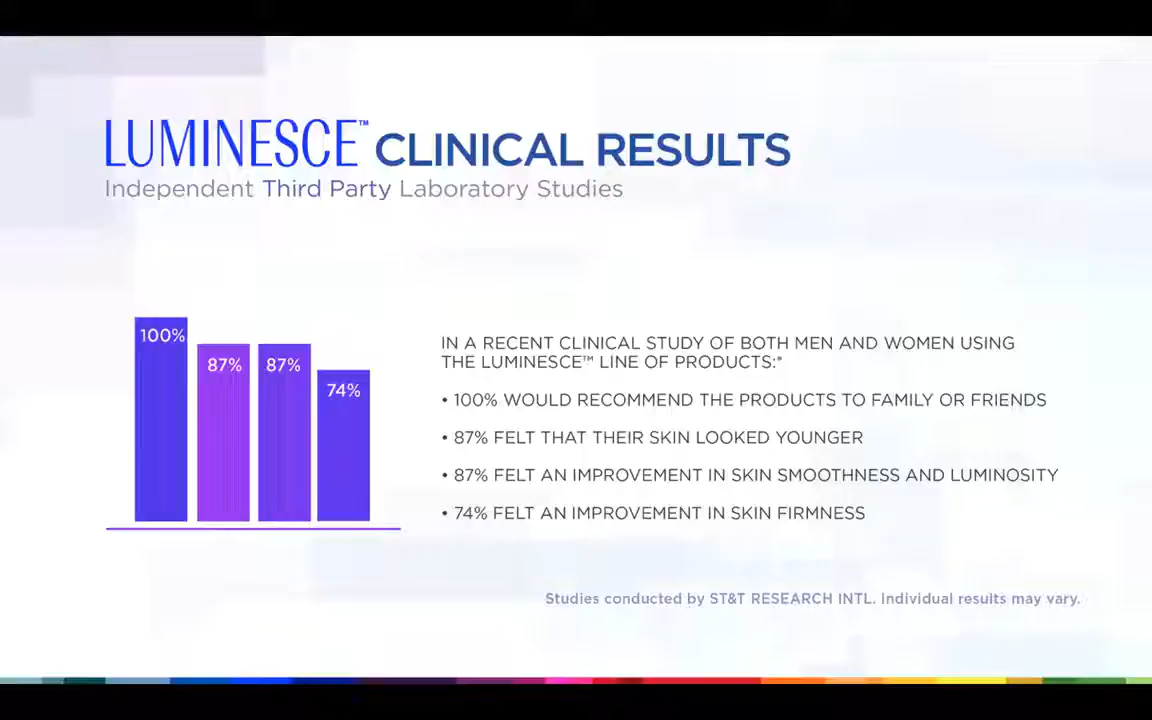 LUMINESCE™ CLINICAL RESULTS
Independent Third Party Laboratory Studies
100%
87%
87%
74%
IN A RECENT CLINICAL STUDY OF BOTH MEN AND WOMEN USING
THE LUMINESCE™ LINE OF PRODUCTS:*
• 100% WOULD RECOMMEND THE PRODUCTS TO FAMILY OR FRIENDS
• 87% FELT THAT THEIR SKIN LOOKED YOUNGER
• 87% FELT AN IMPROVEMENT IN SKIN SMOOTHNESS AND LUMINOSITY
• 74% FELT AN IMPROVEMENT IN SKIN FIRMNESS
Studies conducted by ST&T RESEARCH INTL. Individual results may vary.